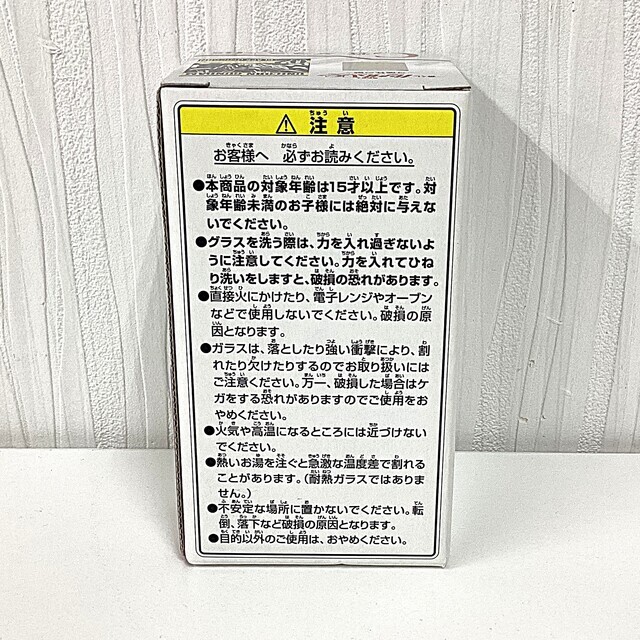 ⚠ 注意
お客様へ 必ずお読みください。
●本商品の対象年齢は15才以上です。対
象年齢未満のお子様には絶対に与えな
いでください。
●グラスを洗う際は、力を入れ過ぎないよ
うに注意してください。力を入れてひね
り洗いをしますと、破損の恐れがあります。
●直接火にかけたり、電子レンジやオーブン
などで使用しないでください。破損の原
因となります。
●ガラスは、落としたり強い衝撃により、割
れたり欠けたりするのでお取り扱いには
ご注意ください。万一、破損した場合はケ
ガをする恐れがありますのでご使用をお
やめください。
●火気や高温になるところには近づけない
でください。
●熱いお湯を注ぐと急激な温度差で割れる
ことがあります。(耐熱ガラスではありま
せん。)
●不安定な場所に置かないでください。転
倒、落下など破損の原因となります。
●目的以外のご使用は、おやめください。